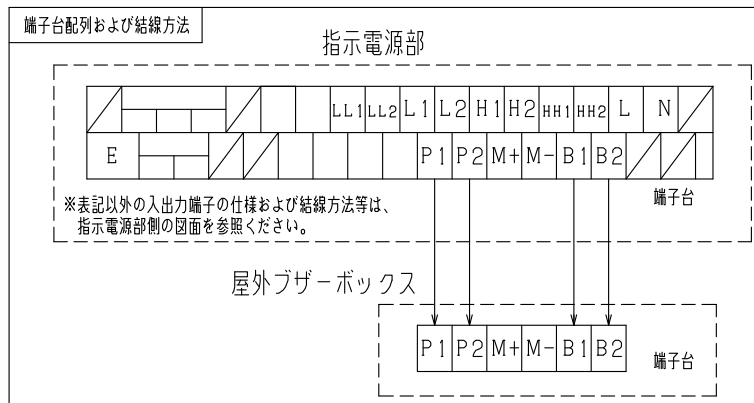 端子台配列および結線方法
指示電源部
LL1 LL2 L1 L2 H1 H2 HH1 HH2 L N
E P1 P2 M+ M- B1 B2
端子台
※表記以外の入出力端子の仕様および結線方法等は、
指示電源部側の図面を参照ください。
屋外ブザーボックス
P1 P2 M+ M- B1 B2
端子台